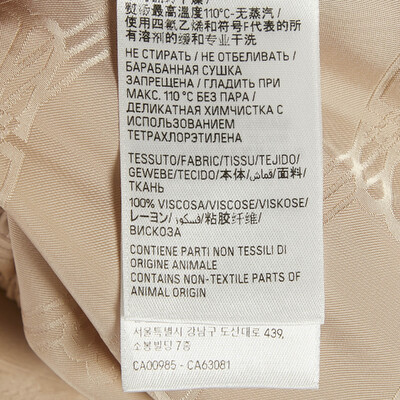 熨烫最高温度110°C-无蒸汽/
使用四氯乙烯和符号F代表的所
有溶剂的缓和专业干洗
НЕ СТИРАТЬ / НЕ ОТБЕЛИВАТЬ /
БАРАБАННАЯ СУШКА
ЗАПРЕЩЕНА / ГЛАДИТЬ ПРИ
МАКС. 110 °C БЕЗ ПАРА /
ДЕЛИКАТНАЯ ХИМЧИСТКА С
ИСПОЛЬЗОВАНИЕМ
ТЕТРАХЛОРЭТИЛЕНА
TESSUTO/FABRIC/TISSU/TEJIDO/
GEWEBE/TECIDO/本体/قماش/面料/
ТКАНЬ
100% VISCOSA/VISCOSE/VISKOSE/
レーヨン/فسكوز/粘胶纤维/
ВИСКОЗА
CONTIENE PARTI NON TESSILI DI
ORIGINE ANIMALE
CONTAINS NON-TEXTILE PARTS OF
ANIMAL ORIGIN
서울특별시 강남구 도산대로 439,
소봉빌딩 7층
CA00985 - CA63081